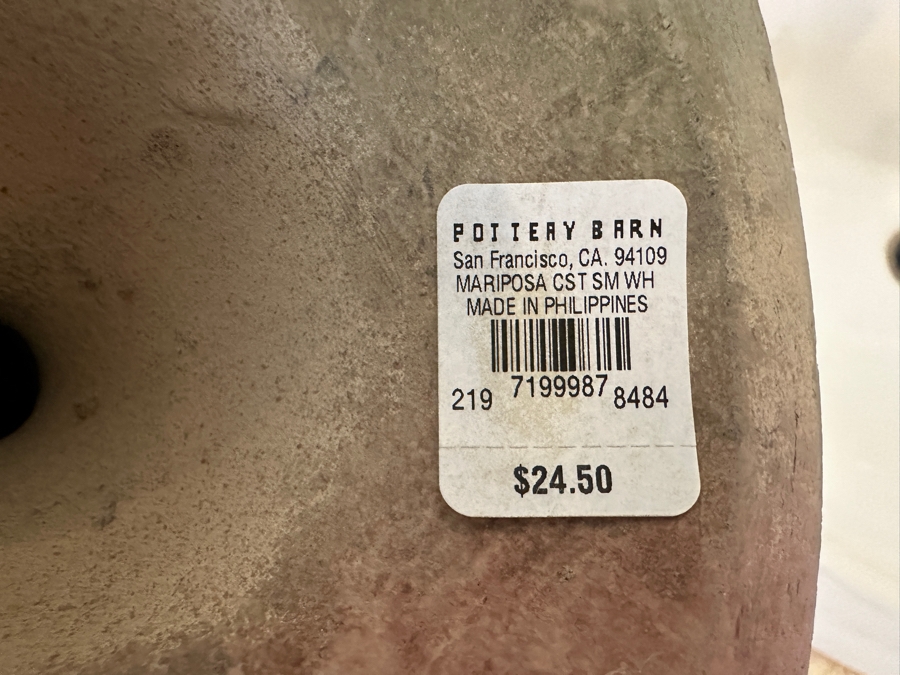 POTTERY BARN
San Francisco, CA. 94109
MARIPOSA CST SM WH
MADE IN PHILIPPINES
219 7199987 8484
$24.50